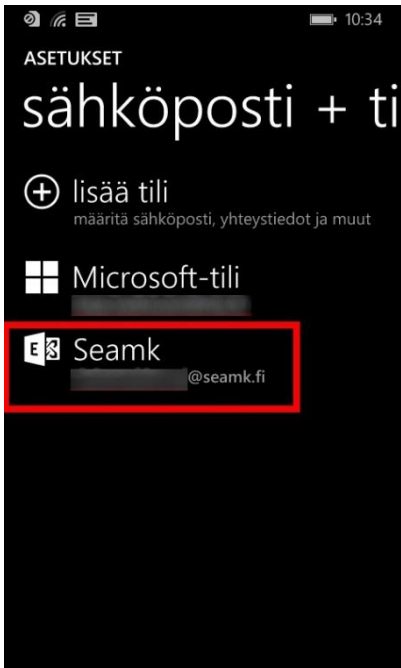 10:34
ASETUKSET
sähköposti + ti
lisää tili
määritä sähköposti, yhteystiedot ja muut
Microsoft-tili
E
Seamk
@seamk.fi